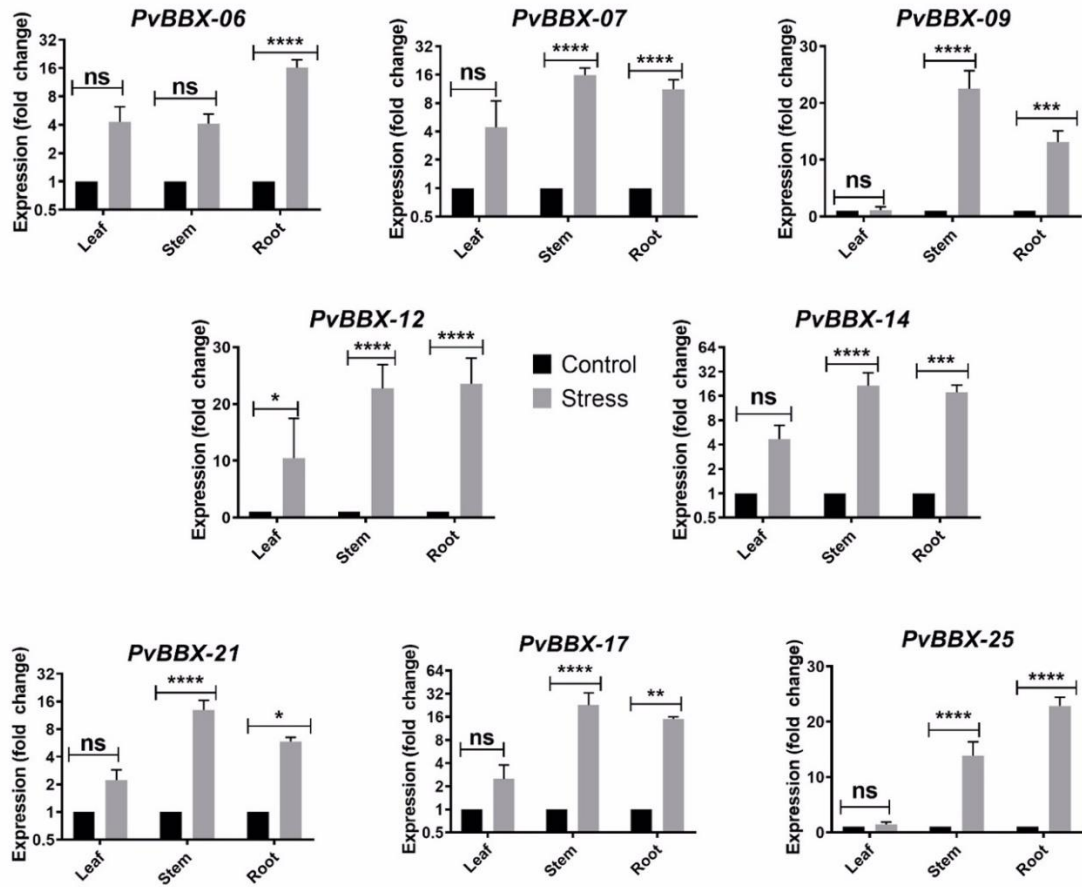 PvBBX-06
Expression (fold change)
32
16
8
4
2
1
0.5
ns
ns
****
Leaf
Stem
Root
PvBBX-07
Expression (fold change)
32
16
8
4
2
1
0.5
ns
****
****
Leaf
Stem
Root
PvBBX-09
Expression (fold change)
30
20
10
0
ns
****
***
Leaf
Stem
Root
PvBBX-12
Expression (fold change)
30
20
10
0
*
****
****
Leaf
Stem
Root
Control
Stress
PvBBX-14
Expression (fold change)
64
32
16
8
4
2
1
0.5
ns
****
***
Leaf
Stem
Root
PvBBX-21
Expression (fold change)
32
16
8
4
2
1
0.5
ns
****
*
Leaf
Stem
Root
PvBBX-17
Expression (fold change)
64
32
16
8
4
2
1
0.5
ns
****
**
Leaf
Stem
Root
PvBBX-25
Expression (fold change)
30
20
10
0
ns
****
****
Leaf
Stem
Root